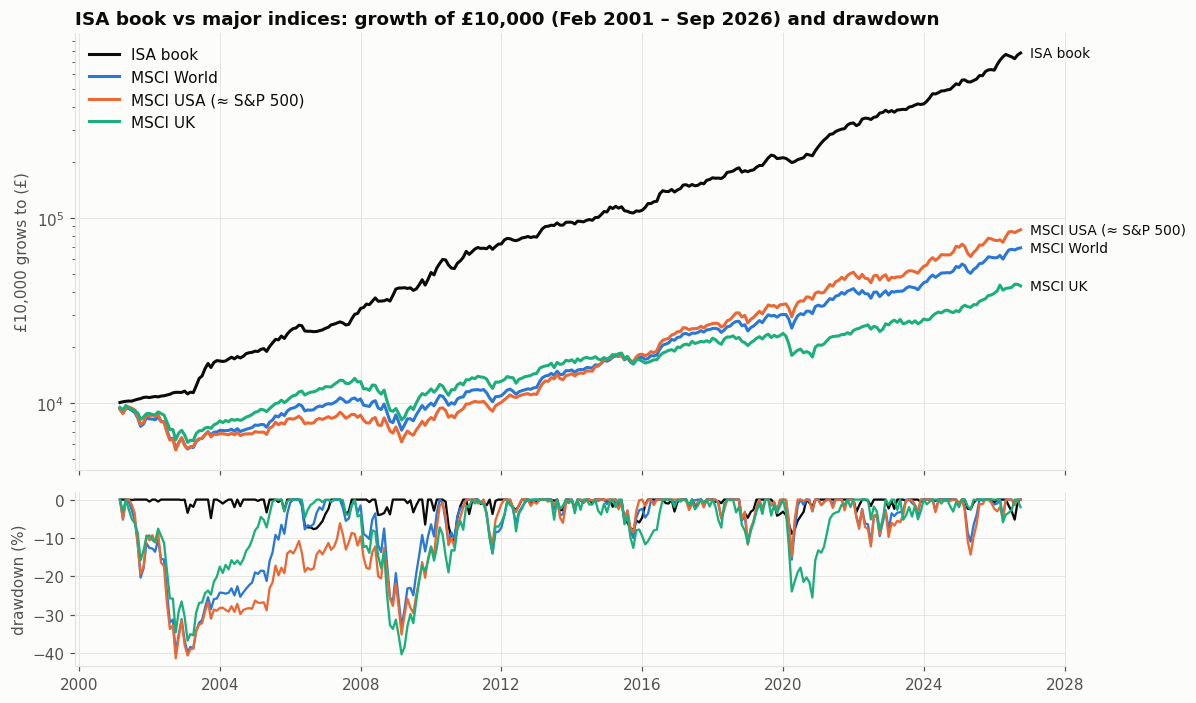 ISA book vs major indices: growth of £10,000 (Feb 2001 – Sep 2026) and drawdown
ISA book
MSCI World
MSCI USA (≈ S&P 500)
MSCI UK
£10,000 grows to (£)
10⁵
10⁴
ISA book
MSCI USA (≈ S&P 500)
MSCI World
MSCI UK
drawdown (%)
0
−10
−20
−30
−40
2000 2004 2008 2012 2016 2020 2024 2028